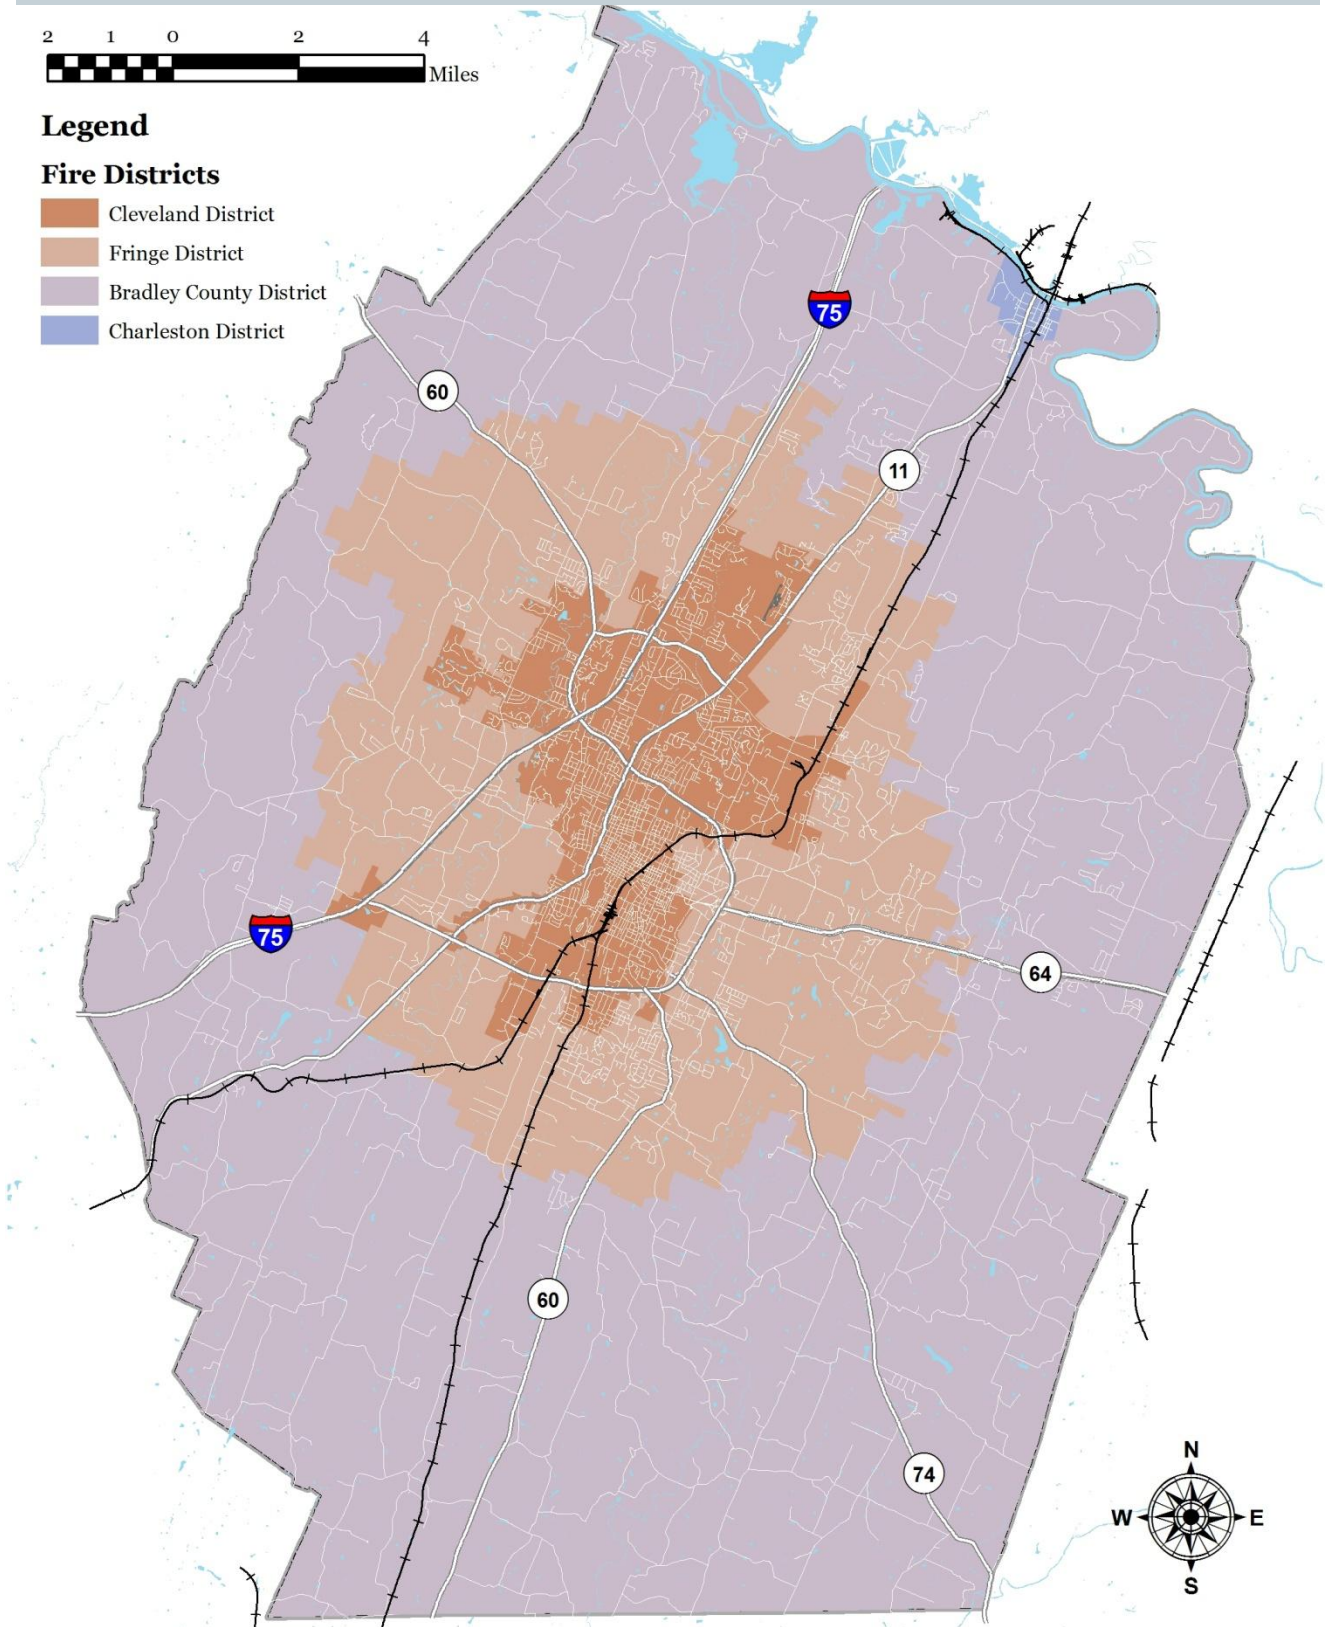 2 1 0 2 4
Miles
Legend
Fire Districts
Cleveland District
Fringe District
Bradley County District
Charleston District
75
60
11
75
64
60
74
N
W E
S